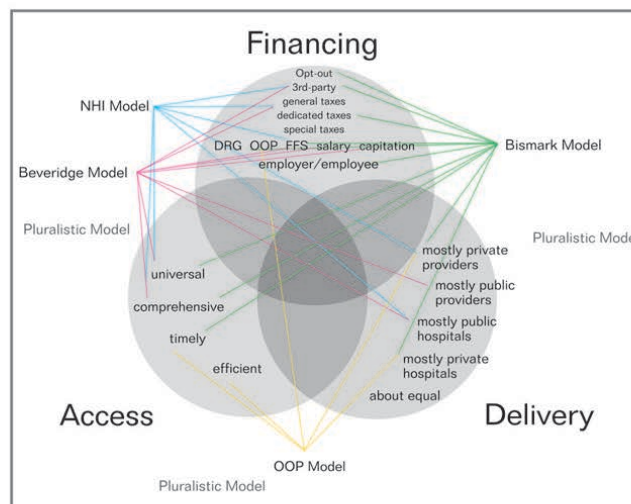 Financing
Opt-out
3rd-party
NHI Model
general taxes
dedicated taxes
special taxes
DRG OOP FFS salary capitation
Bismark Model
employer/employee
Beveridge Model
Pluralistic Model
Pluralistic Mode
mostly private
providers
universal
mostly public
providers
comprehensive
mostly public
hospitals
timely
mostly private
hospitals
efficient
about equal
Access
Delivery
OOP Model
Pluralistic Model